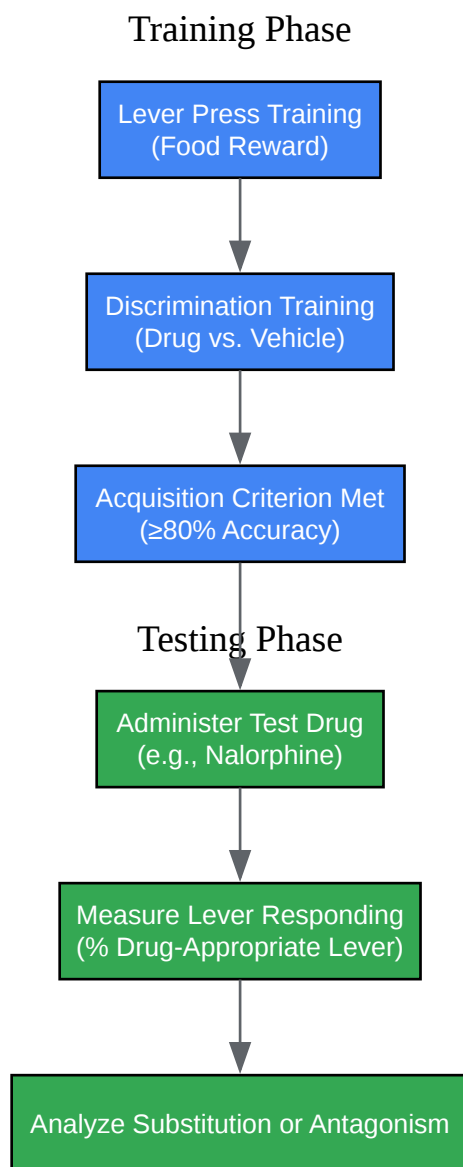 Training Phase
Lever Press Training
(Food Reward)
Discrimination Training
(Drug vs. Vehicle)
Acquisition Criterion Met
(≥80% Accuracy)
Testing Phase
Administer Test Drug
(e.g., Nalorphine)
Measure Lever Responding
(% Drug-Appropriate Lever)
Analyze Substitution or Antagonism